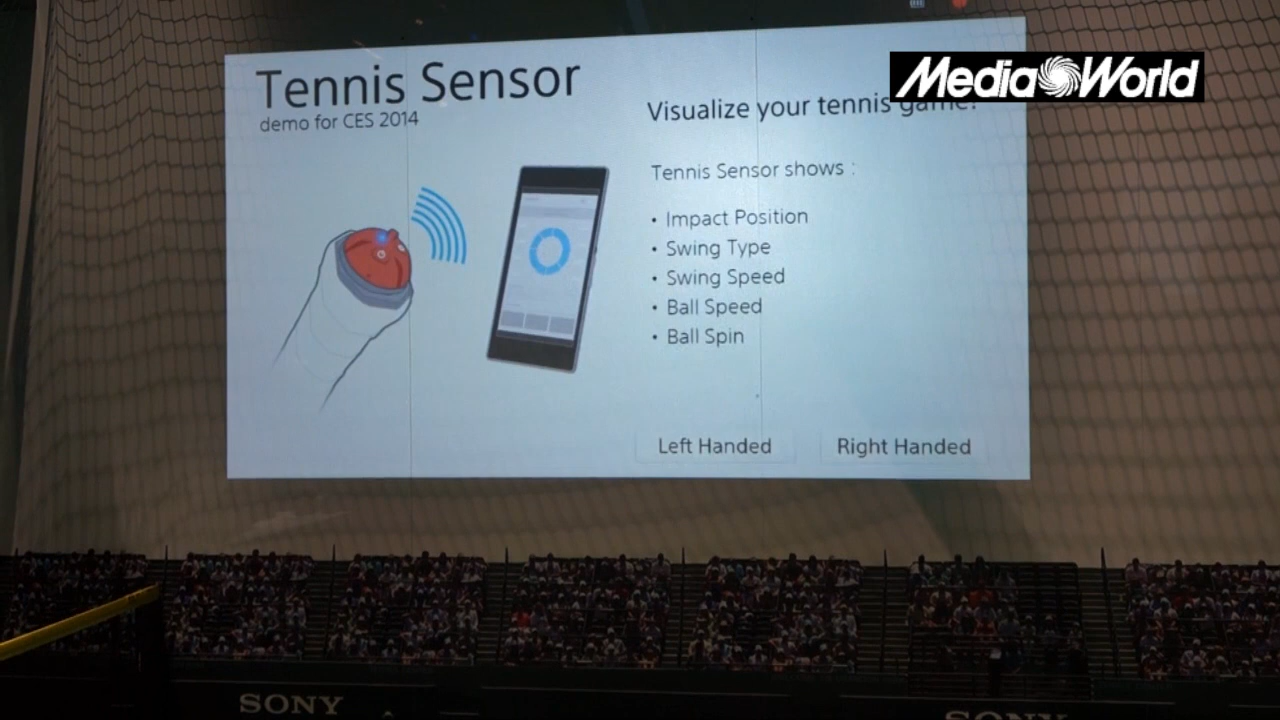 Tennis Sensor
demo for CES 2014
MediaWorld
Visualize your tennis game!
Tennis Sensor shows :
• Impact Position
• Swing Type
• Swing Speed
• Ball Speed
• Ball Spin
Left Handed
Right Handed
SONY
SONY